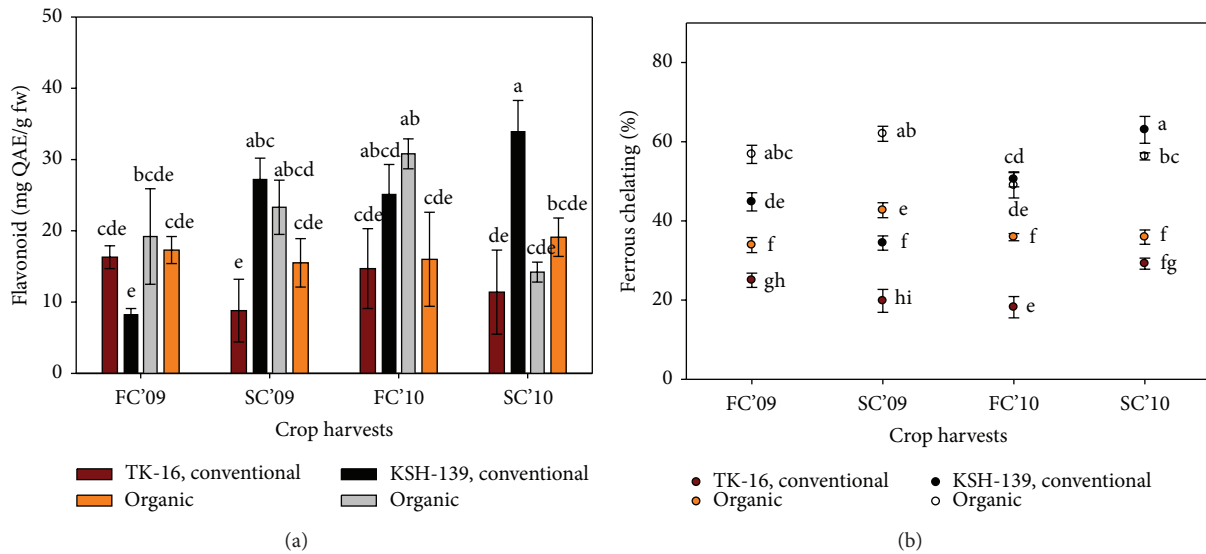 50
40
30
20
10
0
Flavonoid (mg QAE/g fw)
cde
e
bcde
cde
e
abc
abcd
cde
cde
abcd
ab
cde
de
a
cde
bcde
FC’09
SC’09
FC’10
SC’10
Crop harvests
TK-16, conventional
KSH-139, conventional
Organic
Organic
(a)
80
60
40
20
0
Ferrous chelating (%)
abc
de
f
gh
ab
e
f
hi
cd
de
f
e
a
bc
f
fg
FC’09
SC’09
FC’10
SC’10
Crop harvests
TK-16, conventional
KSH-139, conventional
Organic
Organic
(b)